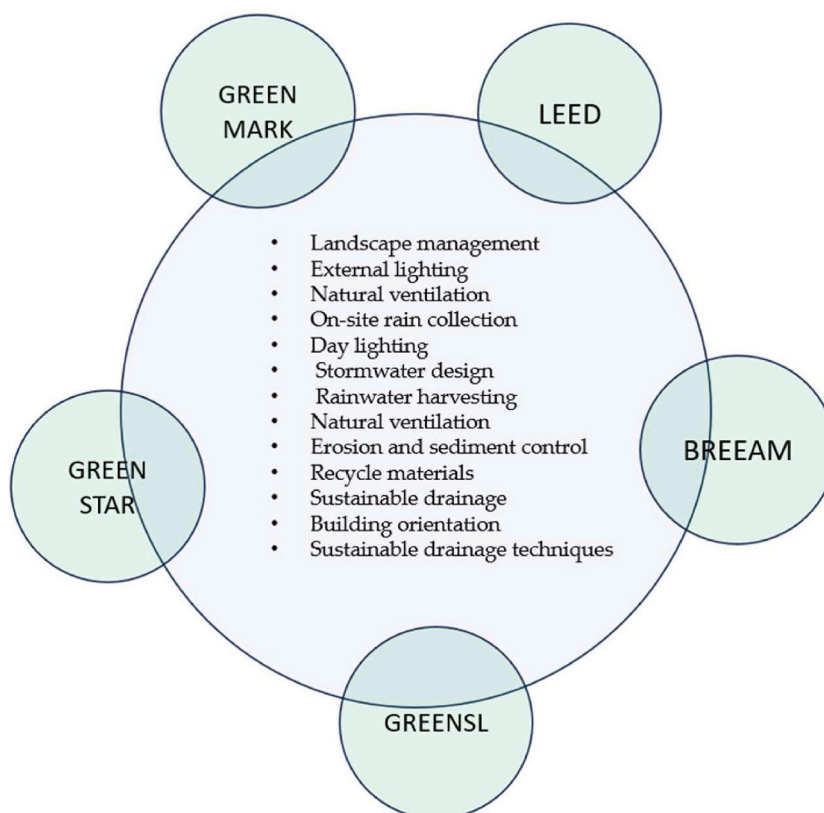 GREEN
MARK
LEED
• Landscape management
• External lighting
• Natural ventilation
• On-site rain collection
• Day lighting
• Stormwater design
• Rainwater harvesting
• Natural ventilation
• Erosion and sediment control
• Recycle materials
• Sustainable drainage
• Building orientation
• Sustainable drainage techniques
BREEAM
GREEN
STAR
GREENSL